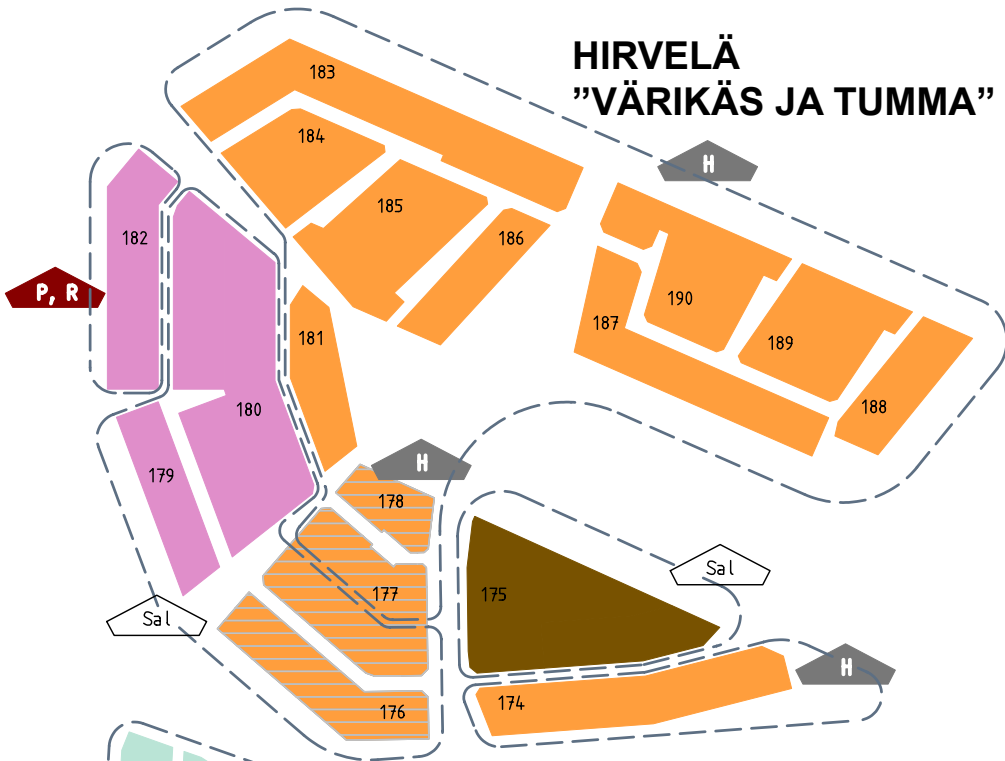 HIRVELÄ
”VÄRIKÄS JA TUMMA”
183
184
H
185
182
186
P, R
190
181
187
189
180
188
H
179
178
Sal
175
177
Sal
H
174
176